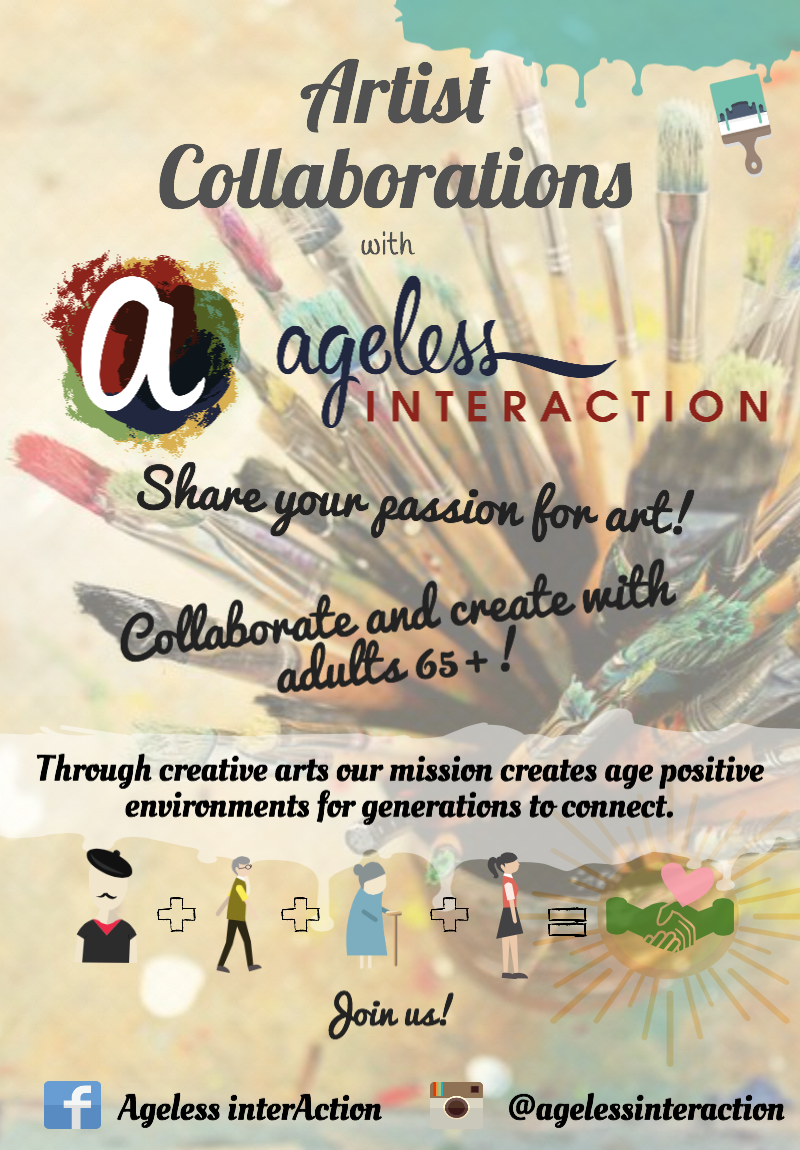 Artist
Collaborations
with
a
ageless
INTERACTION
Share your passion for art!
Collaborate and create with
adults 65+ !
Through creative arts our mission creates age positive
environments for generations to connect.
Join us!
f Ageless interAction @agelessinteraction